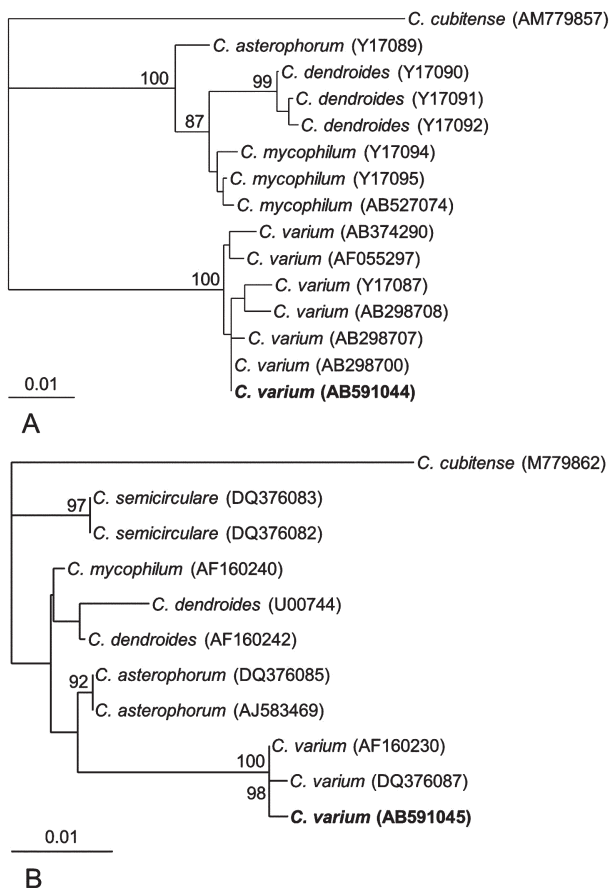 C. cubitense (AM779857)
C. asterophorum (Y17089)
100
99
C. dendroides (Y17090)
C. dendroides (Y17091)
87
C. dendroides (Y17092)
C. mycophilum (Y17094)
C. mycophilum (Y17095)
C. mycophilum (AB527074)
C. varium (AB374290)
C. varium (AF055297)
100
C. varium (Y17087)
C. varium (AB298708)
C. varium (AB298707)
C. varium (AB298700)
0.01
C. varium (AB591044)
A
C. cubitense (M779862)
97
C. semicirculare (DQ376083)
C. semicirculare (DQ376082)
C. mycophilum (AF160240)
C. dendroides (U00744)
C. dendroides (AF160242)
92
C. asterophorum (DQ376085)
C. asterophorum (AJ583469)
C. varium (AF160230)
100
C. varium (DQ376087)
98
C. varium (AB591045)
0.01
B